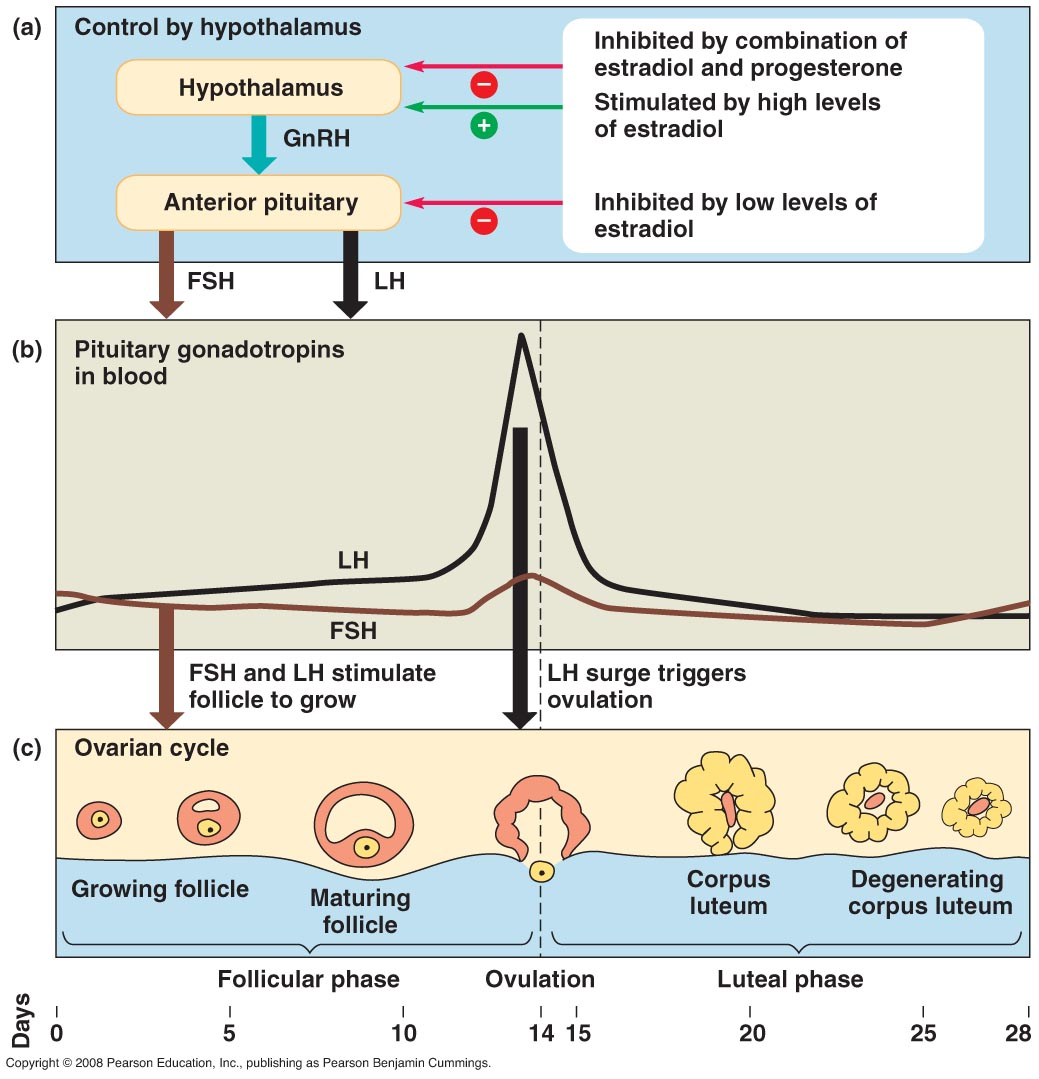 (a)
Control by hypothalamus
Hypothalamus
GnRH
Anterior pituitary
Inhibited by combination of
estradiol and progesterone
−
Stimulated by high levels
of estradiol
+
Inhibited by low levels of
estradiol
−
FSH
LH
(b)
Pituitary gonadotropins
in blood
LH
FSH
FSH and LH stimulate
follicle to grow
LH surge triggers
ovulation
(c)
Ovarian cycle
Growing follicle
Maturing
follicle
Corpus
luteum
Degenerating
corpus luteum
Follicular phase
Ovulation
Luteal phase
Days
0
5
10
14
15
20
25
28
Copyright © 2008 Pearson Education, Inc., publishing as Pearson Benjamin Cummings.